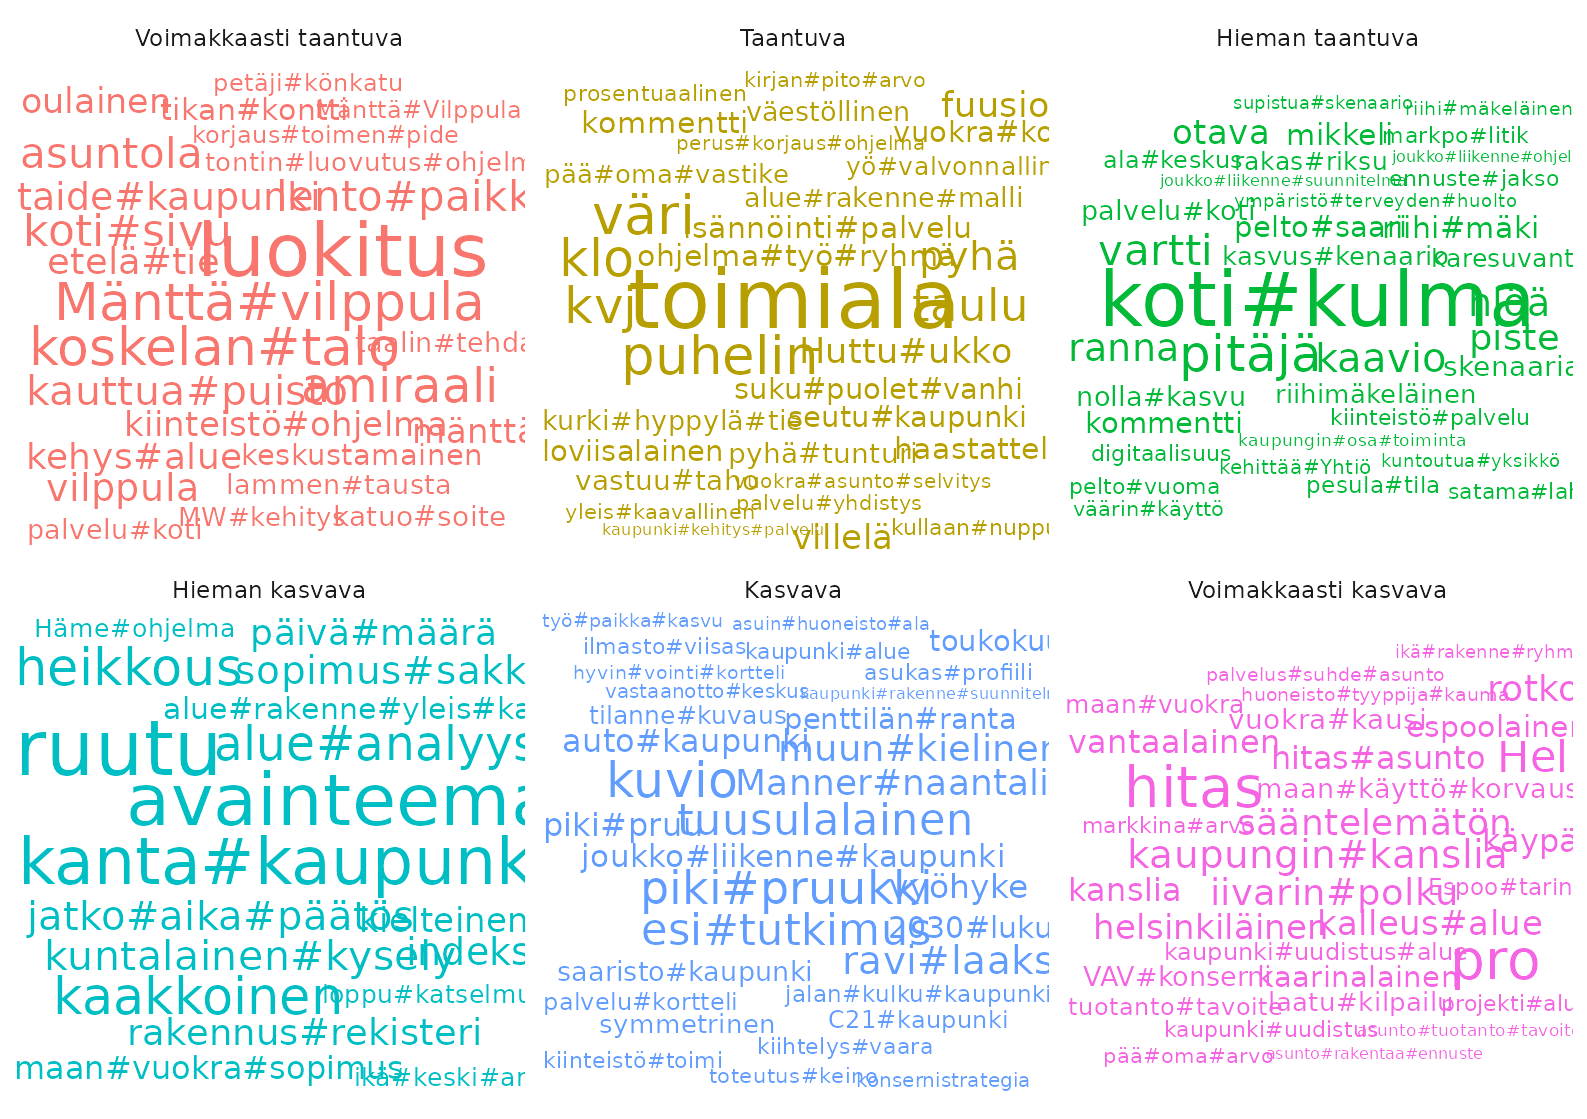 Voimakkaasti taantuva
petäji#könkatu
oulainen
tikan#kontti
Mänttä#Vilppula
korjaus#toimen#pide
asuntola
tontin#luovutus#ohjelm
taide#kaupunki
lento#paikk
koti#sivu
luokitus
etelä#tie
Mänttä#vilppula
koskelan#talo
taalin#tehda
kauttua#puisto
amiraali
kiinteistö#ohjelma
mänttä
kehys#alue
keskustamainen
vilppula
lammen#tausta
MW#kehitys
katuo#soite
palvelu#koti
Taantuva
kirjan#pito#arvo
prosentuaalinen
väestöllinen
fuusio
kommentti
vuokra#ko
perus#korjaus#ohjelma
yö#valvonnallin
pää#oma#vastike
alue#rakenne#malli
väri
isännöinti#palvelu
klo
ohjelma#työ#ryhmä
pyhä
toimiala
kvj
taulu
puhelin
Huttu#ukko
suku#puolet#vanhi
kurki#hyppylä#tie
seutu#kaupunki
loviisalainen
pyhä#tunturi
haastattel
vastuu#taho
vuokra#asunto#selvitys
palvelu#yhdistys
yleis#kaavallinen
kaupunki#kehitys#palvelu
villelä
kullaan#nuppu
Hieman taantuva
supistua#skenaario
riihi#mäkeläinen
otava
mikkeli
markpo#litik
ala#keskus
rakas#riksu
joukko#liikenne#ohjel
joukko#liikenne#suunnitelma
ennuste#jakso
ympäristö#terveyden#huolto
palvelu#koti
pelto#saari
riihi#mäki
vartti
kasvus#kenaario
karesuvant
koti#kulma
hlöä
piste
ranna
pitäjä
kaavio
skenaaria
nolla#kasvu
riihimäkeläinen
kommentti
kiinteistö#palvelu
kaupungin#osa#toiminta
digitaalisuus
kehittää#Yhtiö
kuntoutua#yksikkö
pelto#vuoma
pesula#tila
satama#lah
väärin#käyttö
Hieman kasvava
Häme#ohjelma
päivä#määrä
heikkous
sopimus#sakk
alue#rakenne#yleis#ka
ruutu
alue#analyys
avainteema
kanta#kaupunk
jatko#aika#päätös
kielteinen
kuntalainen#kysely
indeks
kaakkoinen
loppu#katselmu
rakennus#rekisteri
maan#vuokra#sopimus
ikä#keski#ar
Kasvava
työ#paikka#kasvu
asuin#huoneisto#ala
ilmasto#viisas
kaupunki#alue
toukokuu
hyvin#vointi#kortteli
asukas#profiili
vastaanotto#keskus
kaupunki#rakenne#suunniteln
tilanne#kuvaus
penttilän#ranta
auto#kaupunki
muun#kielinen
kuvio
Manner#naantali
piki#pruu
tuusulalainen
joukko#liikenne#kaupunki
piki#pruukki
vyöhyke
esi#tutkimus
2030#luku
saaristo#kaupunki
ravi#laaks
palvelu#kortteli
jalan#kulku#kaupunki
symmetrinen
C21#kaupunki
kiinteistö#toimi
kiihtelys#vaara
toteutus#keino
konsernistrategia
Voimakkaasti kasvava
ikä#rakenne#ryhm
palvelus#suhde#asunto
huoneisto#tyyppija#kauma
rotko
maan#vuokra
vuokra#kausi
espoolainen
vantaalainen
hitas#asunto
Hel
hitas
maan#käyttö#korvaus
markkina#arvo
sääntelemätön
käypä
kaupungin#kanslia
kanslia
iivarin#polku
Espoo#tarin
helsinkiläinen
kalleus#alue
kaupunki#uudistus#alue
pro
VAV#konserni
kaarinalainen
tuotanto#tavoite
laatu#kilpailu
projekti#alu
kaupunki#uudistus
asunto#tuotanto#tavoite
pää#oma#arvo
asunto#rakentaa#ennuste